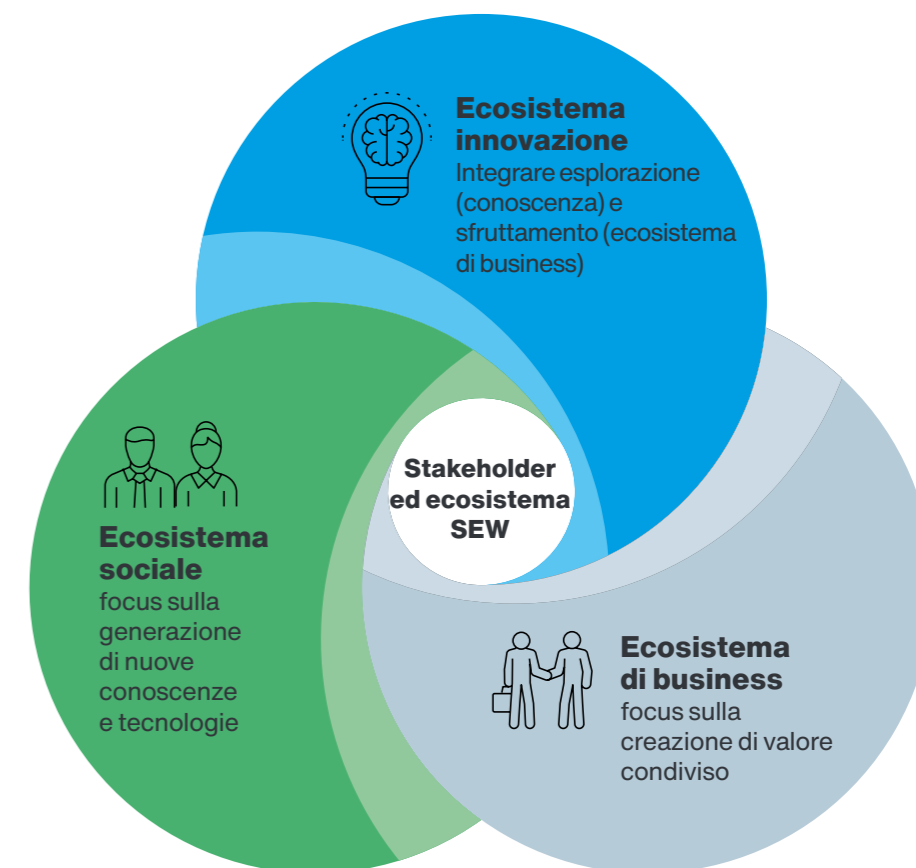 Ecosistema
innovazione
Integrare esplorazione
(conoscenza) e
sfruttamento (ecosistema
di business)
Stakeholder
ed ecosistema
SEW
Ecosistema
sociale
focus sulla
generazione
di nuove
conoscenze
e tecnologie
Ecosistema
di business
focus sulla
creazione di valore
condiviso